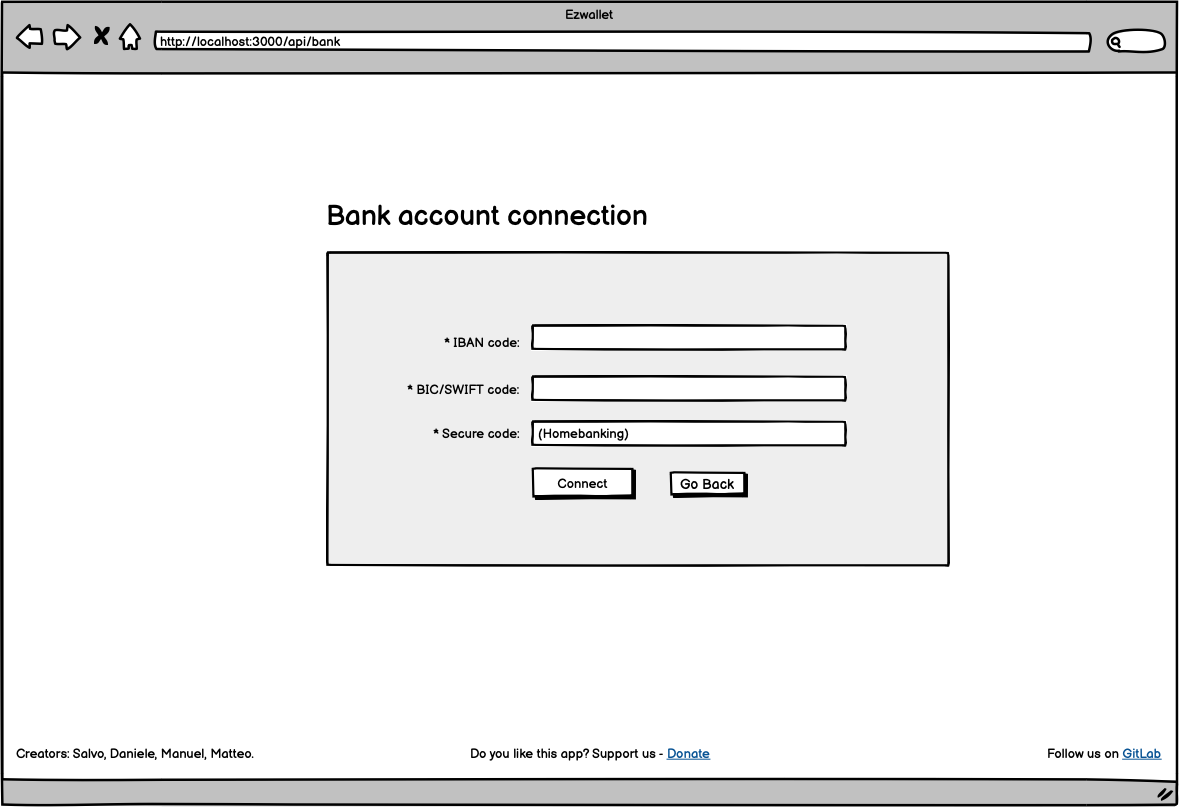 Ezwallet
http://localhost:3000/api/bank
Bank account connection
* IBAN code:
* BIC/SWIFT code:
* Secure code: (Homebanking)
Connect Go Back
Creators: Salvo, Daniele, Manuel, Matteo. Do you like this app? Support us - Donate Follow us on GitLab